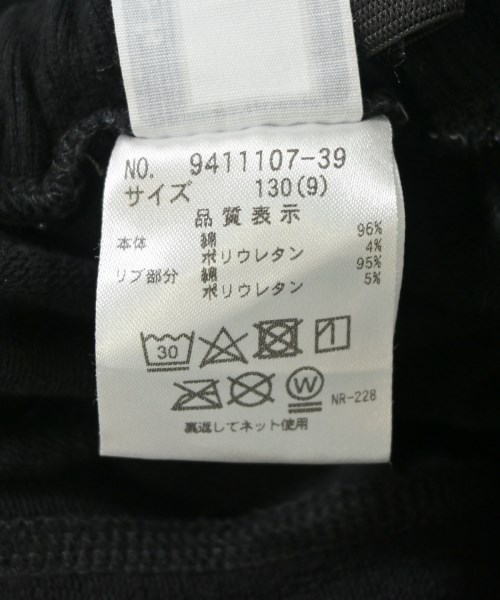 NO. 9411107-39
サイズ 130(9)
品質表示
本体 綿 96%
ポリウレタン 4%
リブ部分 綿 95%
ポリウレタン 5%
30
W
NR-228
裏返してネット使用